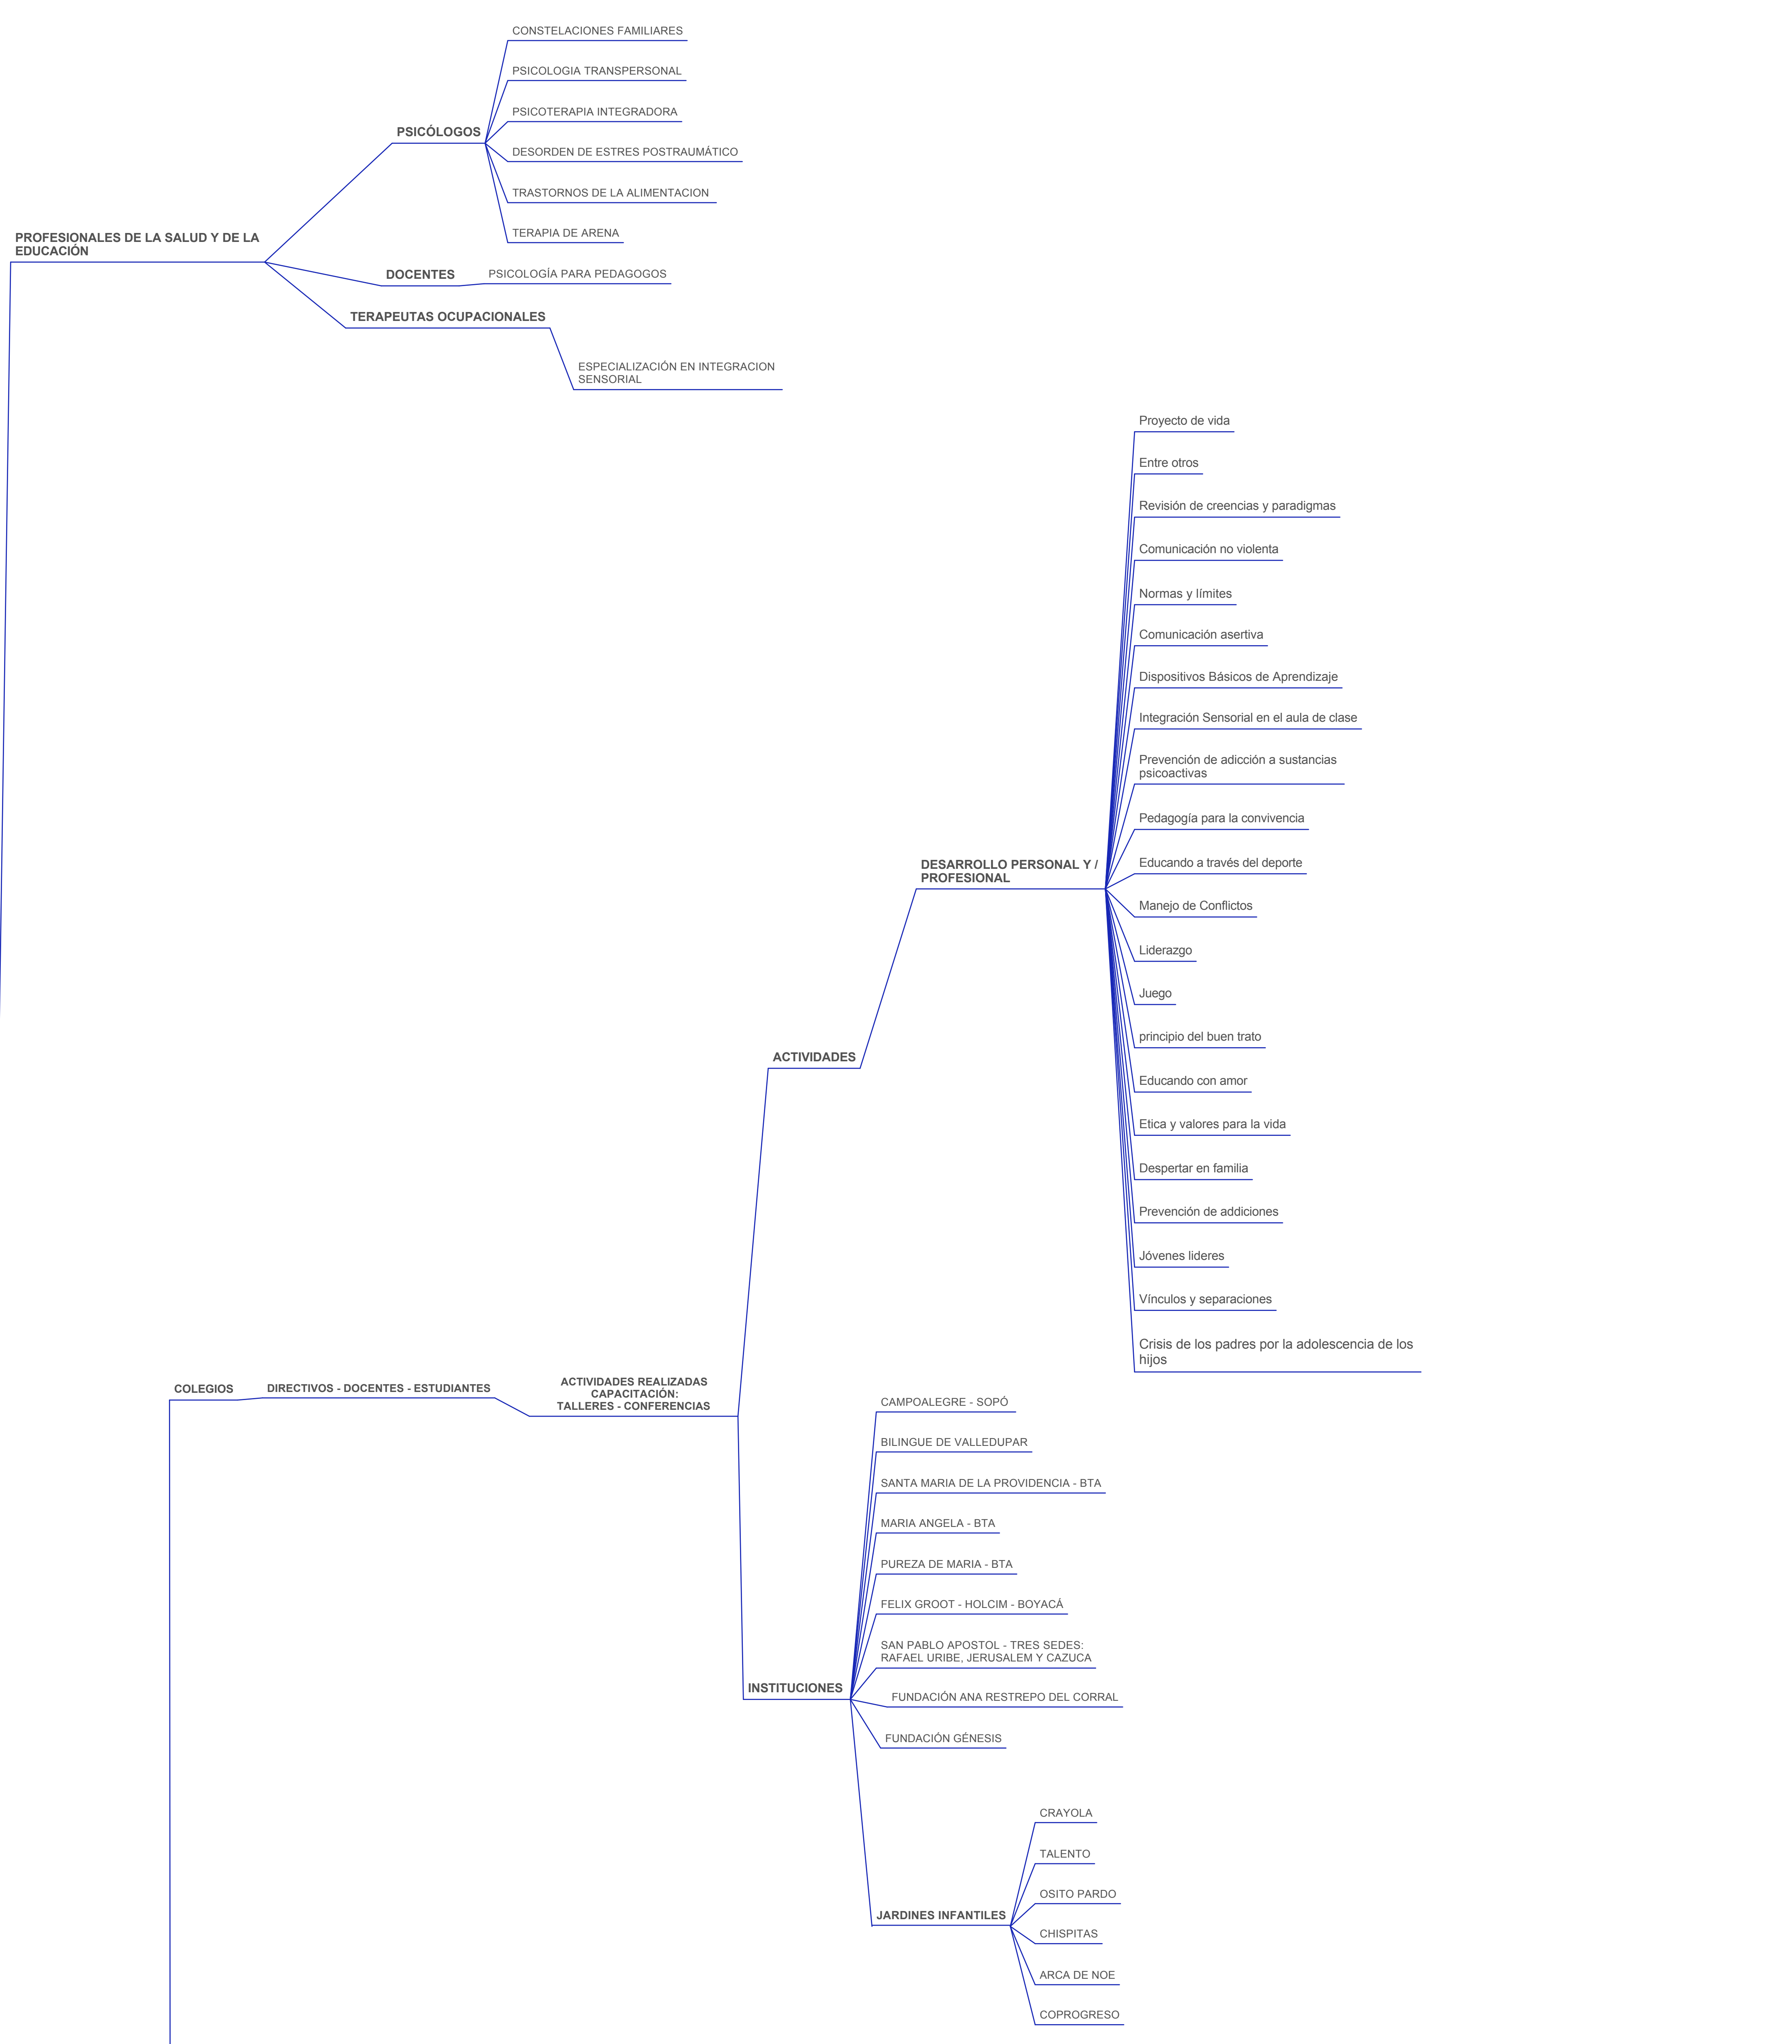 CONSTELACIONES FAMILIARES
PSICOLOGIA TRANSPERSONAL
PSICOTERAPIA INTEGRADORA
PSICÓLOGOS
DESORDEN DE ESTRES POSTRAUMÁTICO
TRASTORNOS DE LA ALIMENTACION
TERAPIA DE ARENA
PROFESIONALES DE LA SALUD Y DE LA
EDUCACIÓN
DOCENTES
PSICOLOGÍA PARA PEDAGOGOS
TERAPEUTAS OCUPACIONALES
ESPECIALIZACIÓN EN INTEGRACION
SENSORIAL
Proyecto de vida
Entre otros
Revisión de creencias y paradigmas
Comunicación no violenta
Normas y límites
Comunicación asertiva
Dispositivos Básicos de Aprendizaje
Integración Sensorial en el aula de clase
Prevención de adicción a sustancias
psicoactivas
Pedagogía para la convivencia
DESARROLLO PERSONAL Y /
PROFESIONAL
Educando a través del deporte
Manejo de Conflictos
Liderazgo
Juego
principio del buen trato
ACTIVIDADES
Educando con amor
Etica y valores para la vida
Despertar en familia
Prevención de addiciones
Jóvenes lideres
Vínculos y separaciones
Crisis de los padres por la adolescencia de los
hijos
COLEGIOS
DIRECTIVOS - DOCENTES - ESTUDIANTES
ACTIVIDADES REALIZADAS
CAPACITACIÓN:
TALLERES - CONFERENCIAS
CAMPOALEGRE - SOPÓ
BILINGUE DE VALLEDUPAR
SANTA MARIA DE LA PROVIDENCIA - BTA
MARIA ANGELA - BTA
PUREZA DE MARIA - BTA
FELIX GROOT - HOLCIM - BOYACÁ
SAN PABLO APOSTOL - TRES SEDES:
RAFAEL URIBE, JERUSALEM Y CAZUCA
INSTITUCIONES
FUNDACIÓN ANA RESTREPO DEL CORRAL
FUNDACIÓN GÉNESIS
CRAYOLA
TALENTO
OSITO PARDO
JARDINES INFANTILES
CHISPITAS
ARCA DE NOE
COPROGRESO